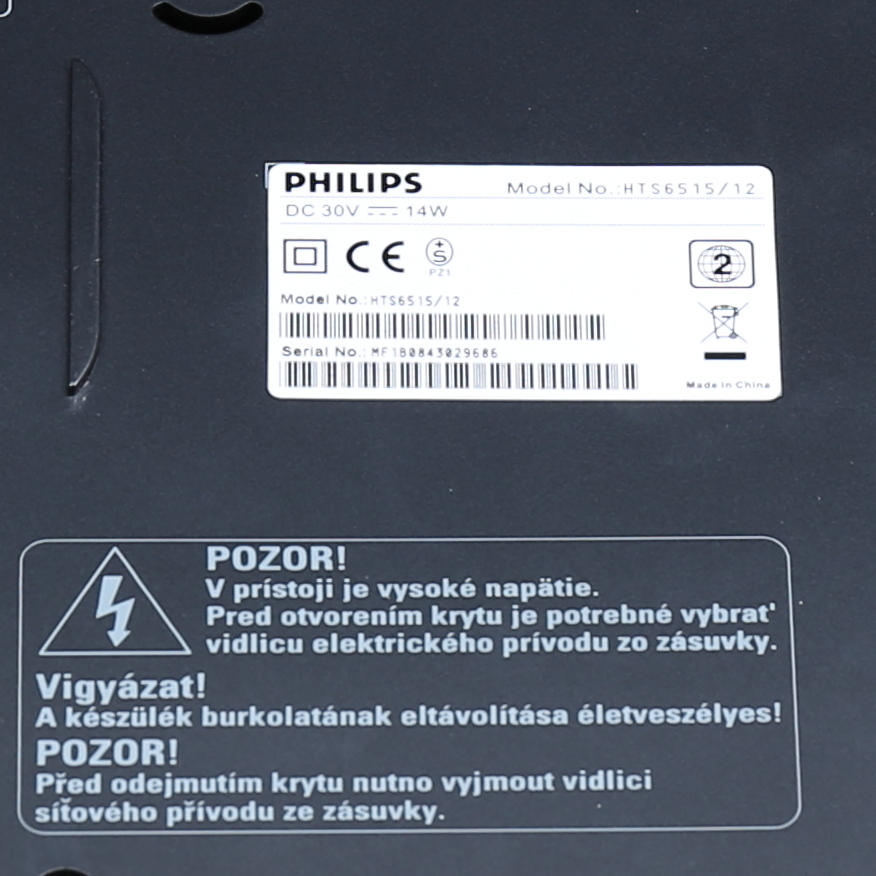 PHILIPS Model No.:HTS6515/12
DC 30V 14W
CE
+
S
PZ1
2
Model No.:HTS6515/12
Serial No.: MF1B0843029686
Made in China
POZOR!
V prístoji je vysoké napätie.
Pred otvorením krytu je potrebné vybrat'
vidlicu elektrického prívodu zo zásuvky.
Vigyázat!
A készülék burkolatának eltávolítása életveszélyes!
POZOR!
Před odejmutím krytu nutno vyjmout vidlici
síťového přívodu ze zásuvky.